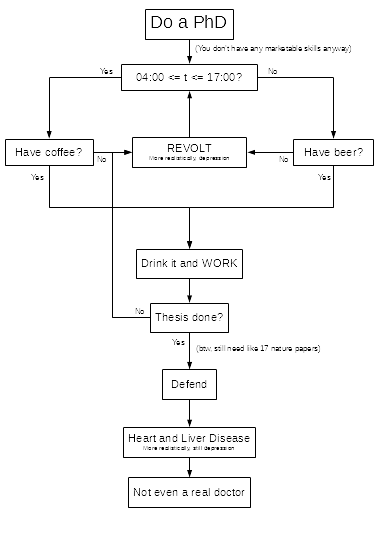 Do a PhD
(You don't have any marketable skills anyway)
Yes
04:00 <= t <= 17:00?
No
Have coffee?
No
REVOLT
More realistically, depression
No
Have beer?
Yes
Yes
Drink it and WORK
No
Thesis done?
Yes
(btw, still need like 17 nature papers)
Defend
Heart and Liver Disease
More realistically, still depression
Not even a real doctor